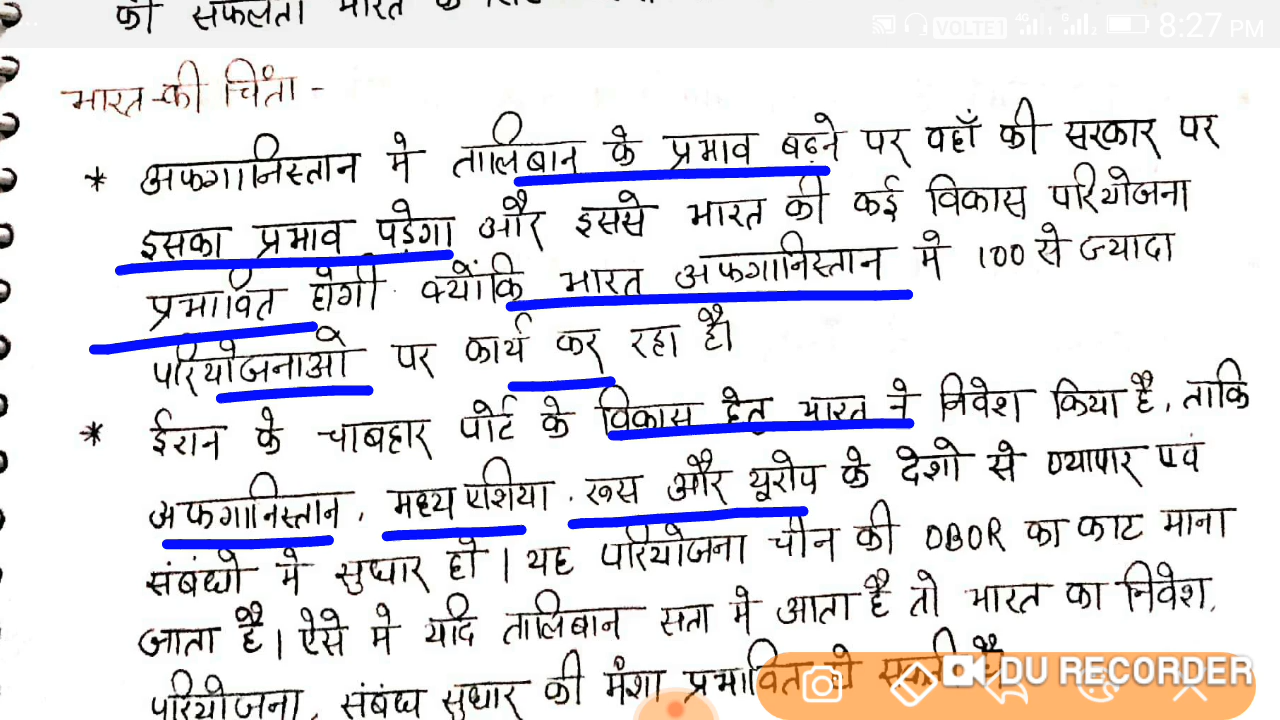 की सफलता भारत के
VOLTE1 4G 8:27 PM
भारत की चिंता -
* अफगानिस्तान मे तालिबान के प्रभाव बढ़ने पर वहाँ की सरकार पर
इसका प्रभाव पड़ेगा और इससे भारत की कई विकास परियोजना
प्रभावित होगी क्योंकि भारत अफगानिस्तान मे 100 से ज्यादा
परियोजनाओ पर कार्य कर रहा है।
* ईरान के चाबहार पोर्ट के विकास हेतु भारत ने निवेश किया है, ताकि
अफगानिस्तान, मध्य एशिया, रूस और यूरोप के देशो से व्यापार एवं
संबंधो मे सुधार हो। यह परियोजना चीन की OBOR का काट माना
जाता है। ऐसे मे यदि तालिबान सता मे आता है तो भारत का निवेश,
परियोजना, संबंध सुधार की मंशा प्रभावित हो सकती है
DU RECORDER